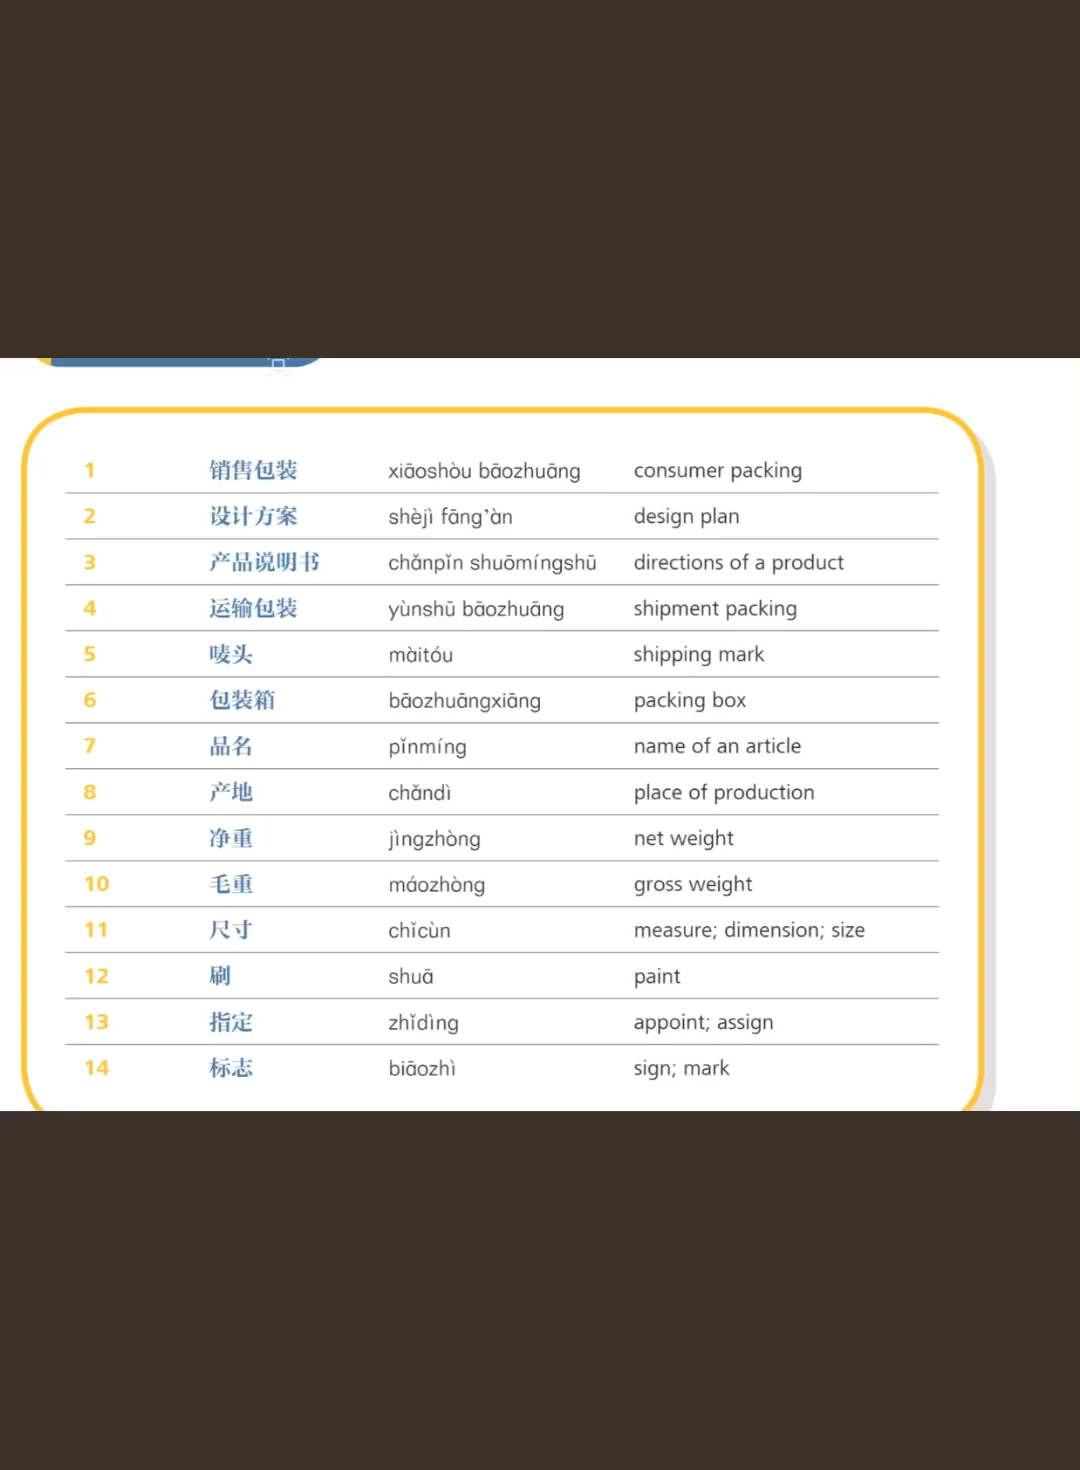 1 销售包装 xiāoshòu bāozhuāng consumer packing
2 设计方案 shèjì fāng’àn design plan
3 产品说明书 chǎnpǐn shuōmíngshū directions of a product
4 运输包装 yùnshū bāozhuāng shipment packing
5 唛头 màitóu shipping mark
6 包装箱 bāozhuāngxiāng packing box
7 品名 pǐnmíng name of an article
8 产地 chǎndì place of production
9 净重 jìngzhòng net weight
10 毛重 máozhòng gross weight
11 尺寸 chǐcùn measure; dimension; size
12 刷 shuā paint
13 指定 zhǐdìng appoint; assign
14 标志 biāozhì sign; mark